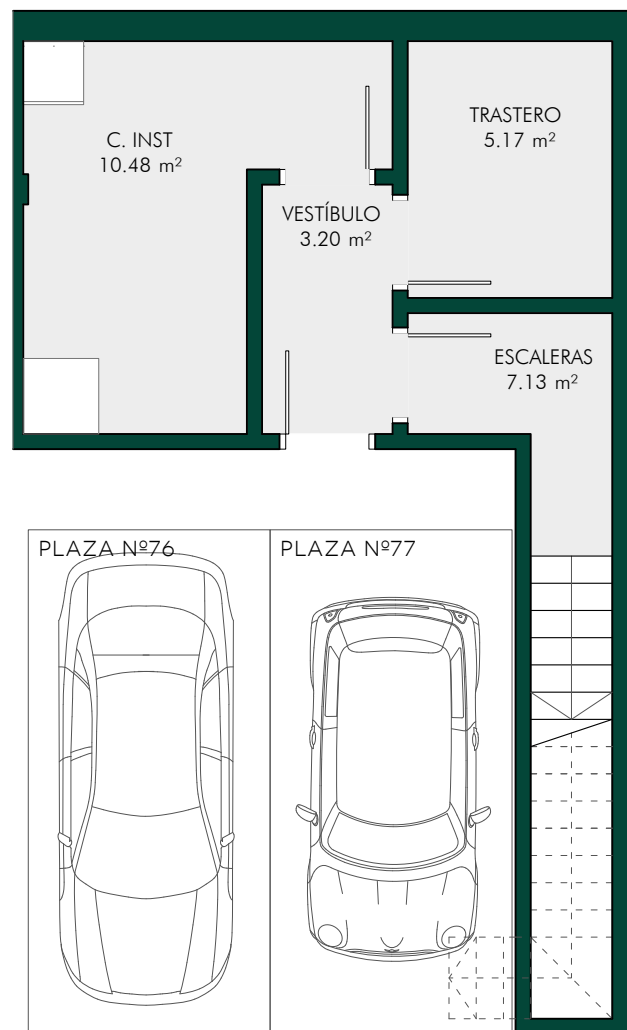 C. INST
10.48 m²
TRASTERO
5.17 m²
VESTÍBULO
3.20 m²
ESCALERAS
7.13 m²
PLAZA Nº76
PLAZA Nº77